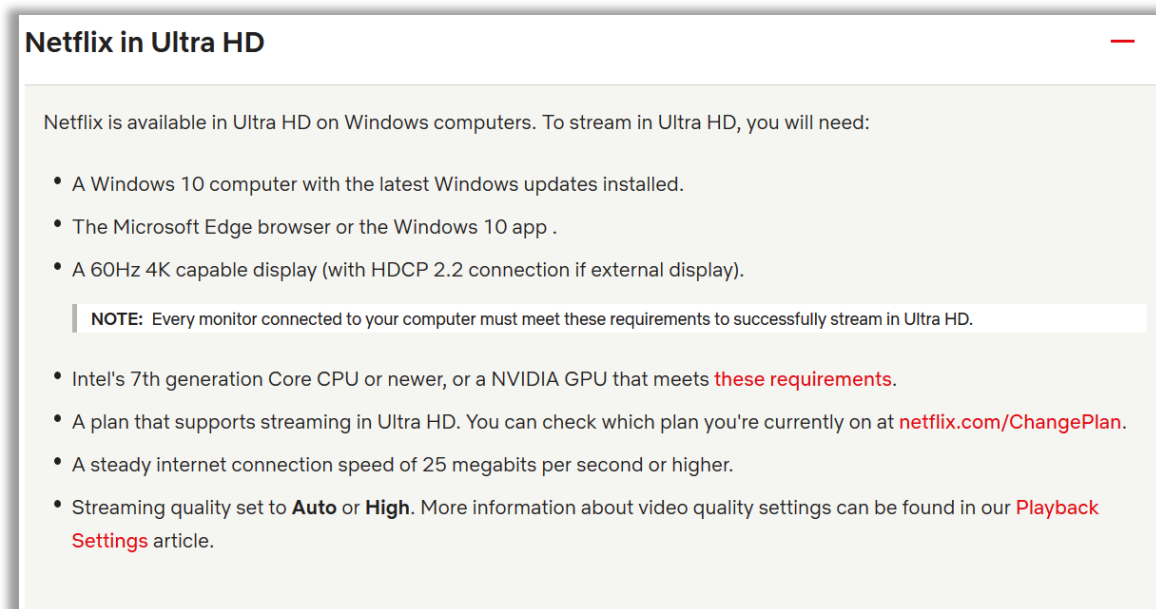 Netflix in Ultra HD
Netflix is available in Ultra HD on Windows computers. To stream in Ultra HD, you will need:
• A Windows 10 computer with the latest Windows updates installed.
• The Microsoft Edge browser or the Windows 10 app .
• A 60Hz 4K capable display (with HDCP 2.2 connection if external display).
NOTE: Every monitor connected to your computer must meet these requirements to successfully stream in Ultra HD.
• Intel's 7th generation Core CPU or newer, or a NVIDIA GPU that meets these requirements.
• A plan that supports streaming in Ultra HD. You can check which plan you're currently on at netflix.com/ChangePlan.
• A steady internet connection speed of 25 megabits per second or higher.
• Streaming quality set to Auto or High. More information about video quality settings can be found in our Playback
Settings article.